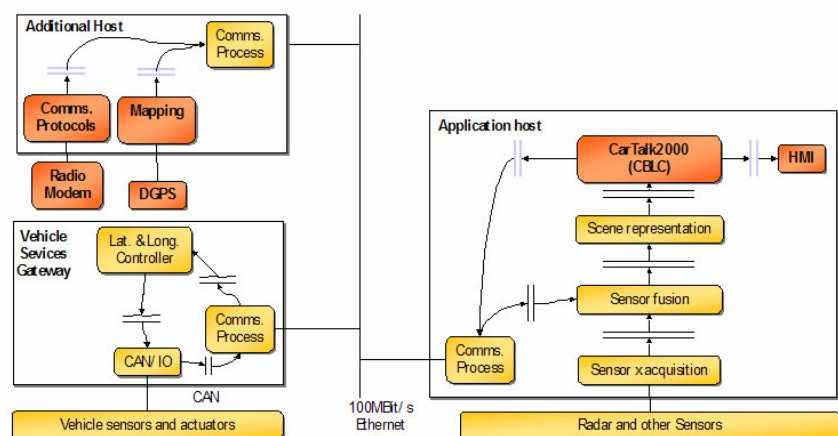 Additional Host
Comms.
Process
Comms.
Protocols
Mapping
Radio
Modem
DGPS
Vehicle
Sevices
Gateway
Lat. & Long.
Controller
Comms.
Process
CAN/ IO
CAN
Vehicle sensors and actuators
100MBit/ s
Ethernet
Application host
CarTalk2000
(CBLC)
HMI
Scene representation
Sensor fusion
Comms.
Process
Sensor x acquisition
Radar and other Sensors